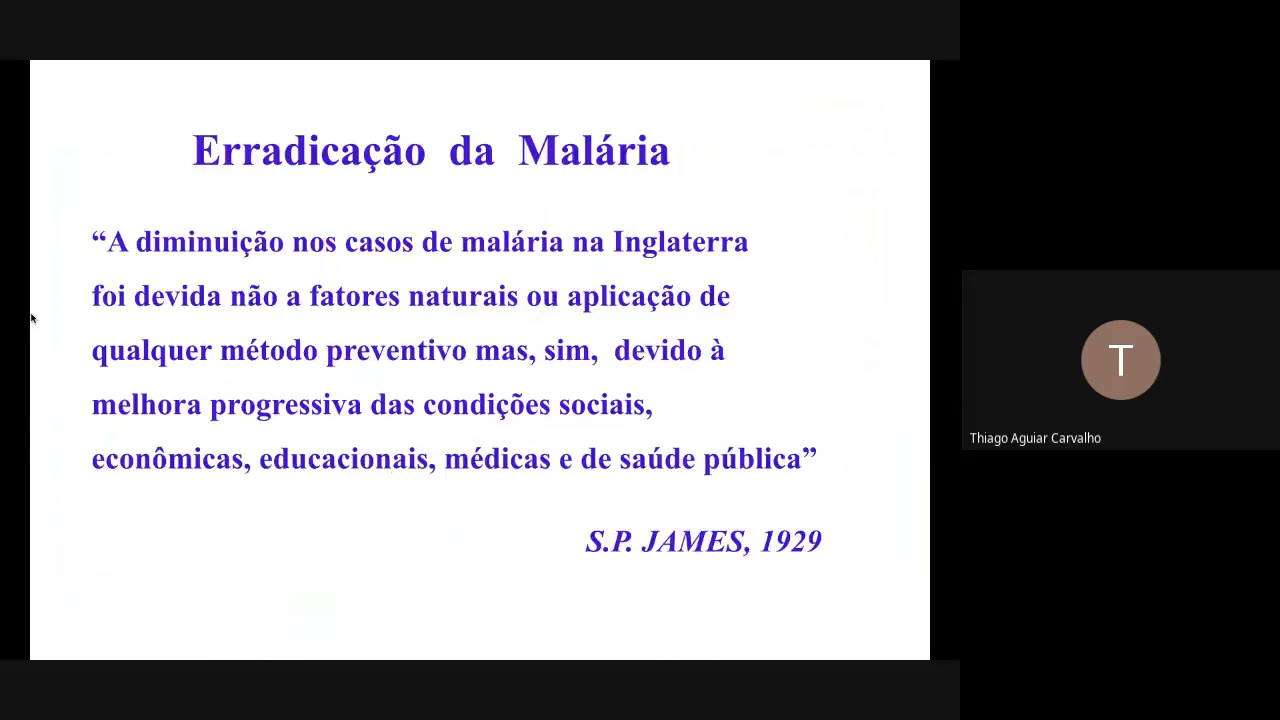 Erradicação da Malária
“A diminuição nos casos de malária na Inglaterra
foi devida não a fatores naturais ou aplicação de
qualquer método preventivo mas, sim, devido à
melhora progressiva das condições sociais,
econômicas, educacionais, médicas e de saúde pública”
S.P. JAMES, 1929
T
Thiago Aguiar Carvalho